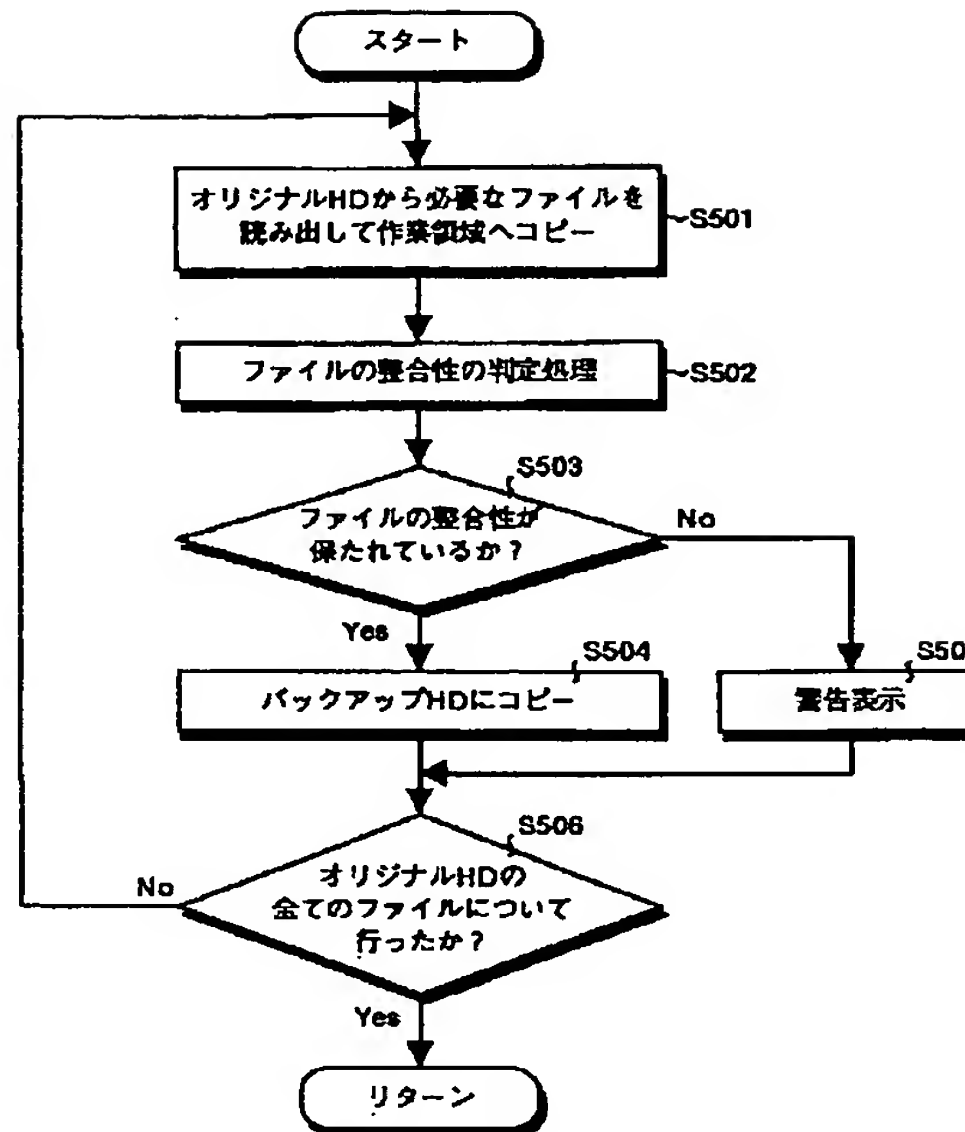 スタート
オリジナルHDから必要なファイルを
読み出して作業領域へコピー
~S501
ファイルの整合性の判定処理
~S502
S503
ファイルの整合性が
保たれているか？
No
Yes
S504
バックアップHDにコピー
S50
警告表示
S506
オリジナルHDの
全てのファイルについて
行ったか？
No
Yes
リターン